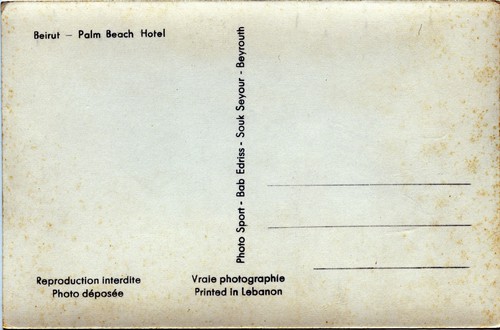 Beirut – Palm Beach Hotel
Photo Sport - Bab Edriss - Souk Seyour - Beyrouth
Reproduction interdite
Photo déposée
Vraie photographie
Printed in Lebanon